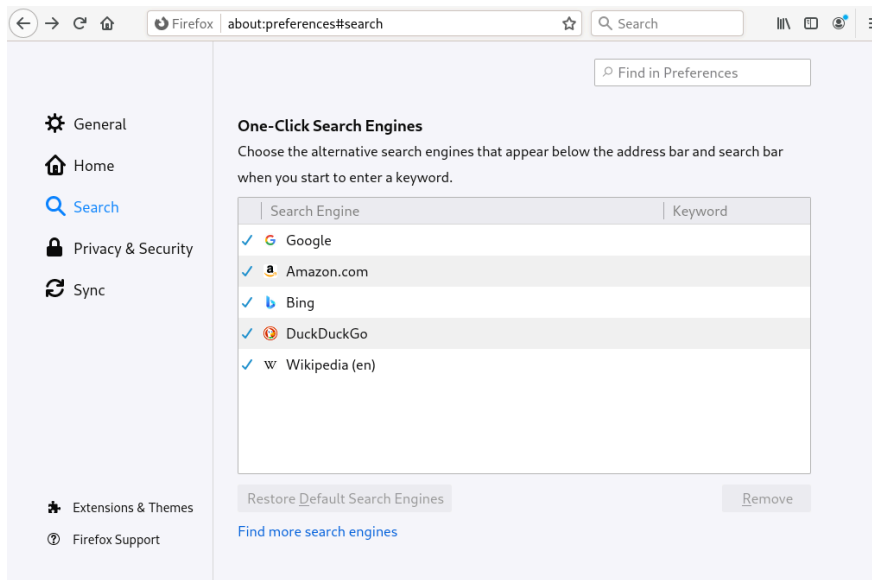 Firefox about:preferences#search Search
Find in Preferences
General
Home
Search
Privacy & Security
Sync
Extensions & Themes
Firefox Support
One-Click Search Engines
Choose the alternative search engines that appear below the address bar and search bar
when you start to enter a keyword.
Search Engine Keyword
Google
Amazon.com
Bing
DuckDuckGo
Wikipedia (en)
Restore Default Search Engines Remove
Find more search engines